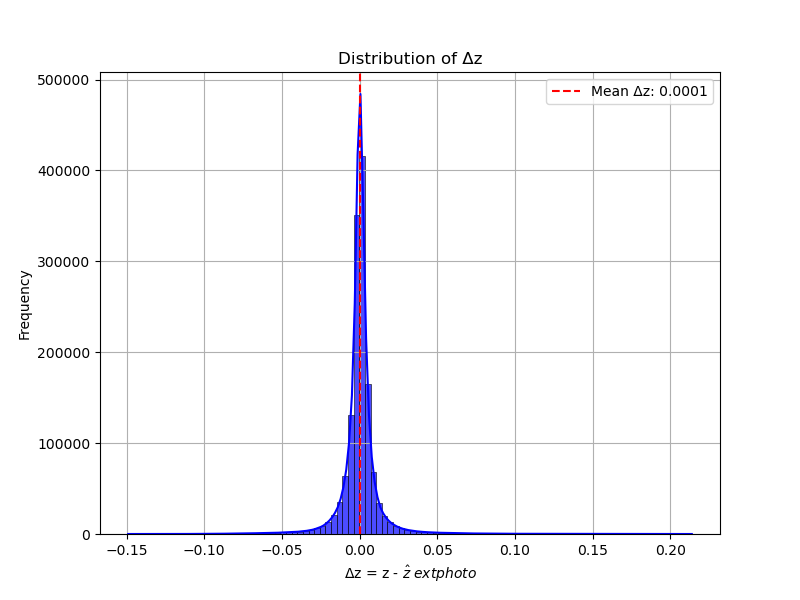 Distribution of Δz
Mean Δz: 0.0001
500000
400000
300000
200000
100000
0
Frequency
−0.15 −0.10 −0.05 0.00 0.05 0.10 0.15 0.20
Δz = z - ẑ extphoto